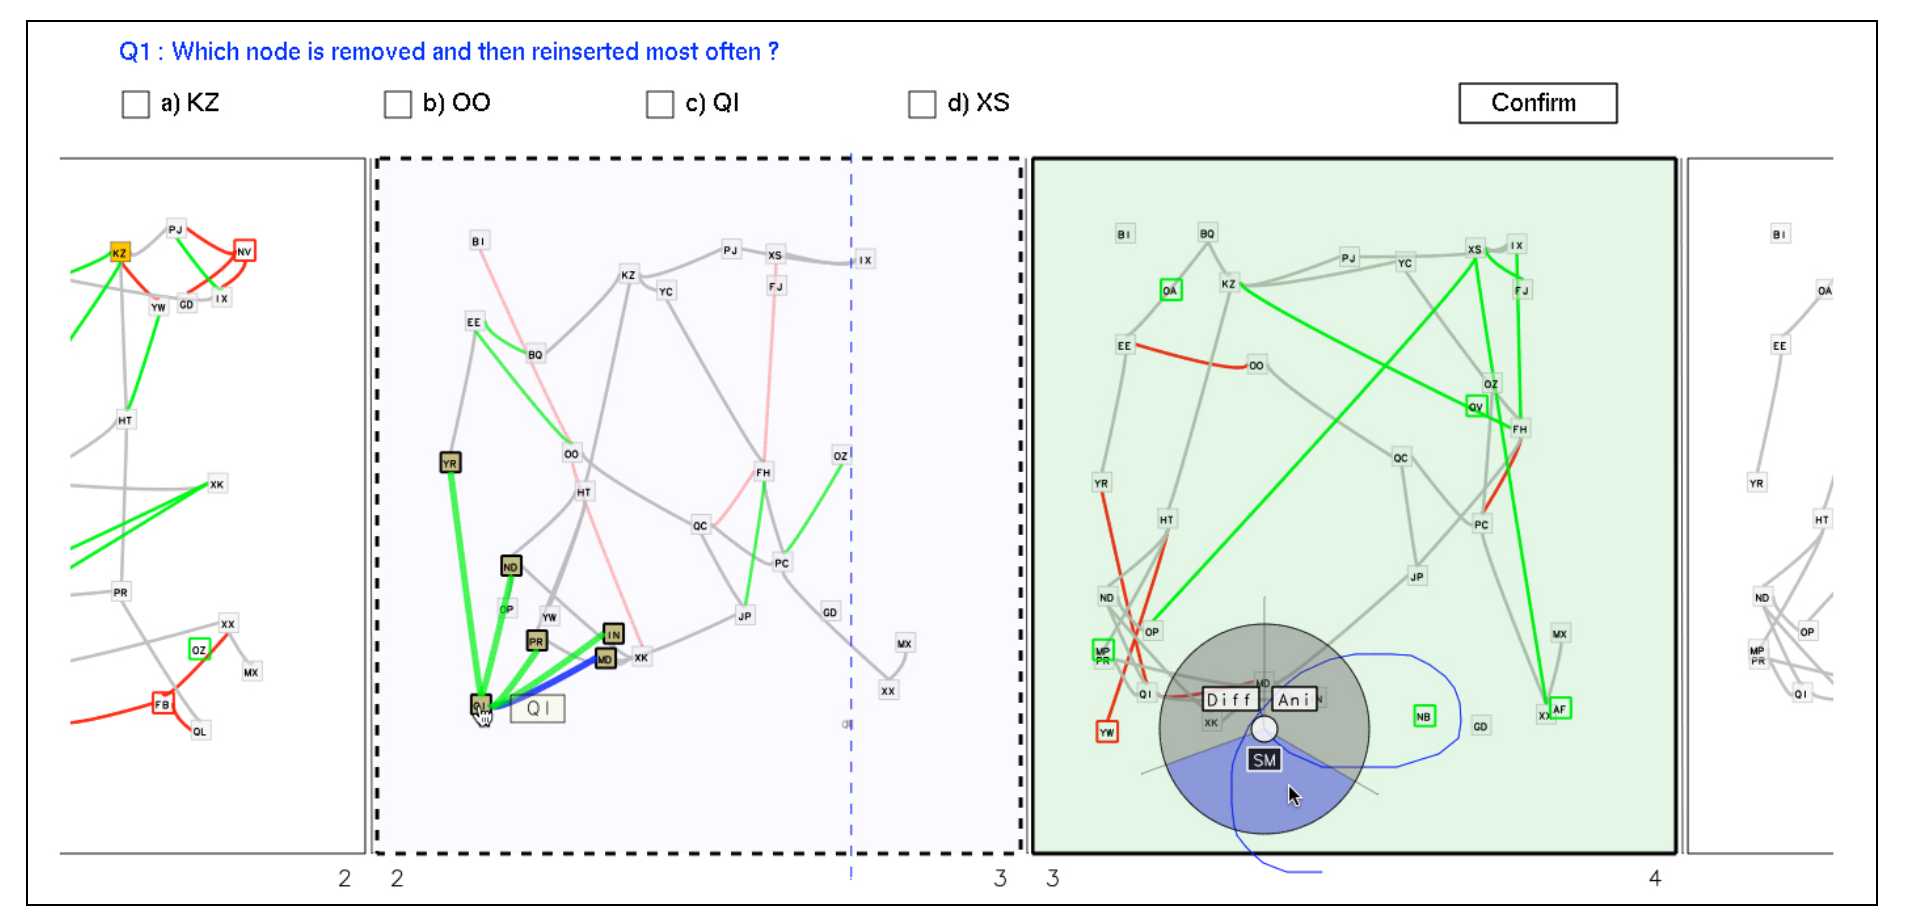 Q1 : Which node is removed and then reinserted most often ?
a) KZ
b) OO
c) QI
d) XS
Confirm
PJ
KZ
NV
YW
GD
IX
HT
XK
PR
XX
OZ
MX
FB
QL
2
BI
PJ
XS
IX
KZ
YC
FJ
EE
BQ
YR
OO
OZ
FH
HT
QC
ND
PC
OP
YW
JP
GD
IN
PR
MD
XK
MX
XX
QI
2
3
BI
BQ
XS
IX
PJ
YC
KZ
OA
FJ
EE
OO
OZ
QV
FH
QC
YR
HT
PC
JP
ND
OP
MX
MP
PR
MD
QI
Diff
Ani
XK
NB
AF
GD
YW
SM
3
4
BI
OA
EE
YR
HT
ND
OP
MP
PR
QI